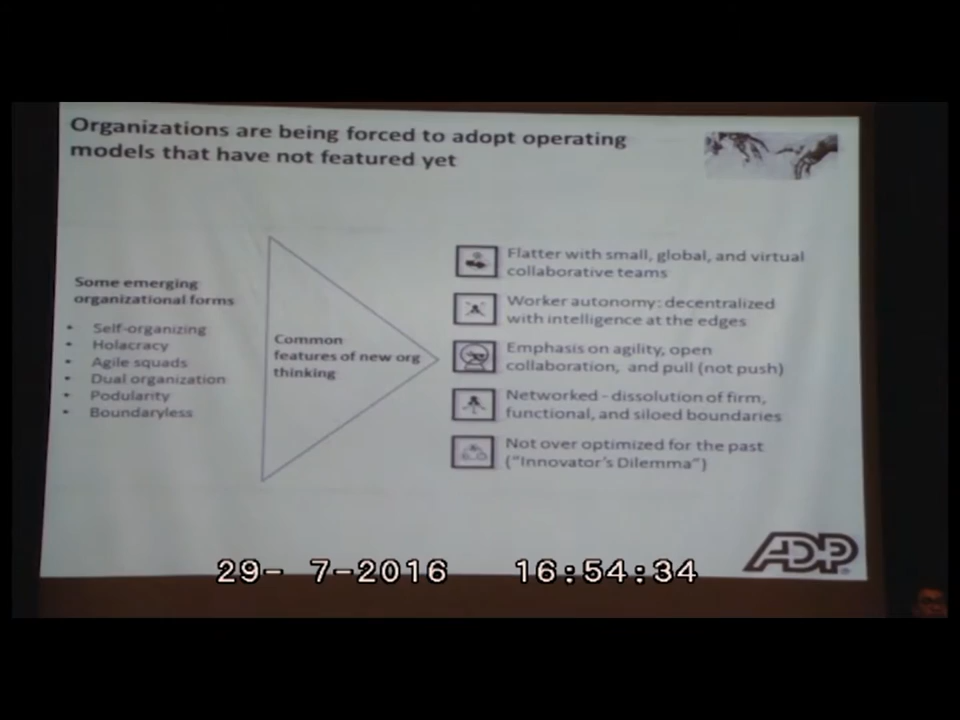 Organizations are being forced to adopt operating
models that have not featured yet
Some emerging
organizational forms
• Self-organizing
• Holacracy
• Agile squads
• Dual organization
• Podularity
• Boundaryless
Common
features of new org
thinking
Flatter with small, global, and virtual
collaborative teams
Worker autonomy: decentralized
with intelligence at the edges
Emphasis on agility, open
collaboration, and pull (not push)
Networked - dissolution of firm,
functional, and siloed boundaries
Not over optimized for the past
("Innovator's Dilemma")
ADP
29- 7-2016 16:54:34